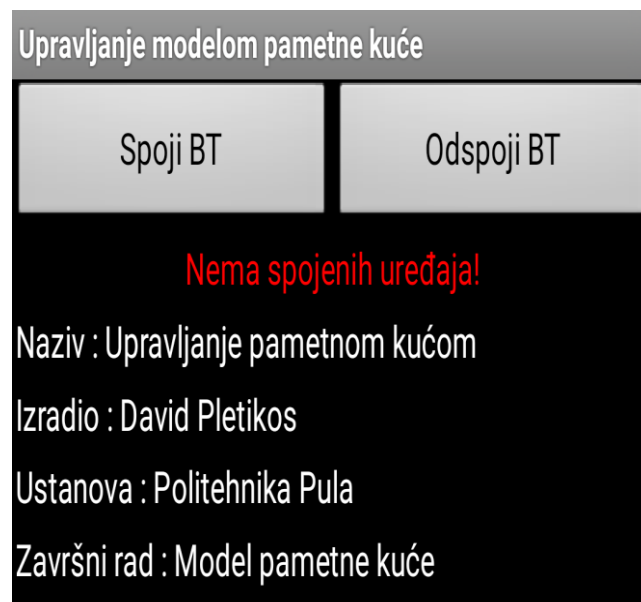 Upravljanje modelom pametne kuće
Spoji BT Odspoji BT
Nema spojenih uređaja!
Naziv : Upravljanje pametnom kućom
Izradio : David Pletikos
Ustanova : Politehnika Pula
Završni rad : Model pametne kuće